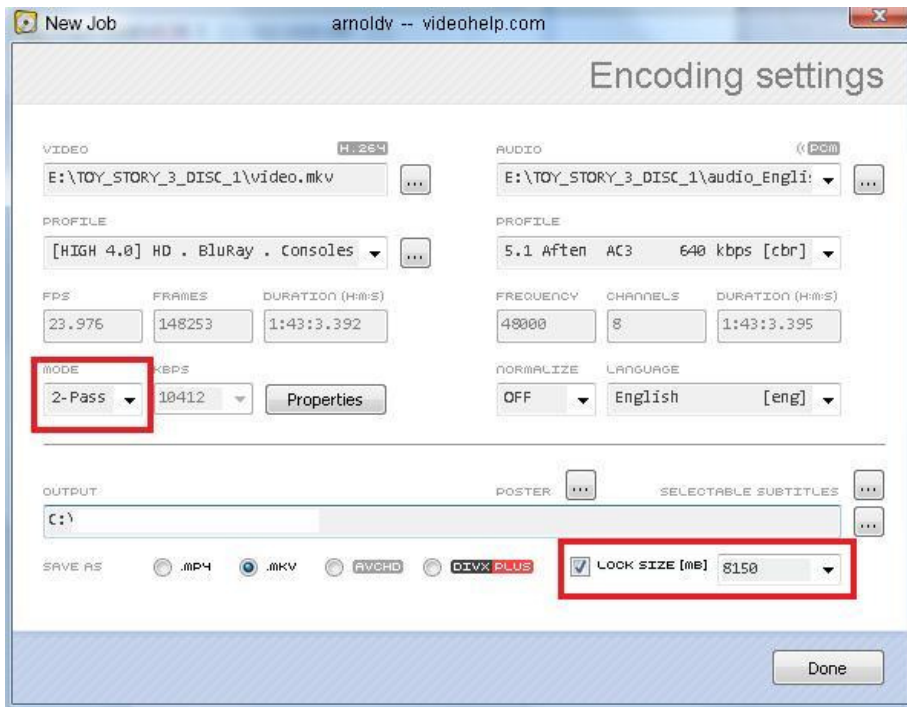 New Job
arnoldv -- videohelp.com
X
Encoding settings
VIDEO H.264
AUDIO PCM
E:\TOY_STORY_3_DISC_1\video.mkv ...
E:\TOY_STORY_3_DISC_1\audio_Engli: ...
PROFILE
PROFILE
[HIGH 4.0] HD . BluRay . Consoles ...
5.1 Aften AC3 640 kbps [cbr]
FPS FRAMES DURATION (H:M:S)
FREQUENCY CHANNELS DURATION (H:M:S)
23.976 148253 1:43:3.392
48000 8 1:43:3.395
MODE KBPS
NORMALIZE LANGUAGE
2-Pass 10412 Properties
OFF English [eng]
OUTPUT
POSTER ... SELECTABLE SUBTITLES ...
C:\ ...
SAVE AS .MP4 .MKV AVCHD DIVX PLUS LOCK SIZE [MB] 8150
Done